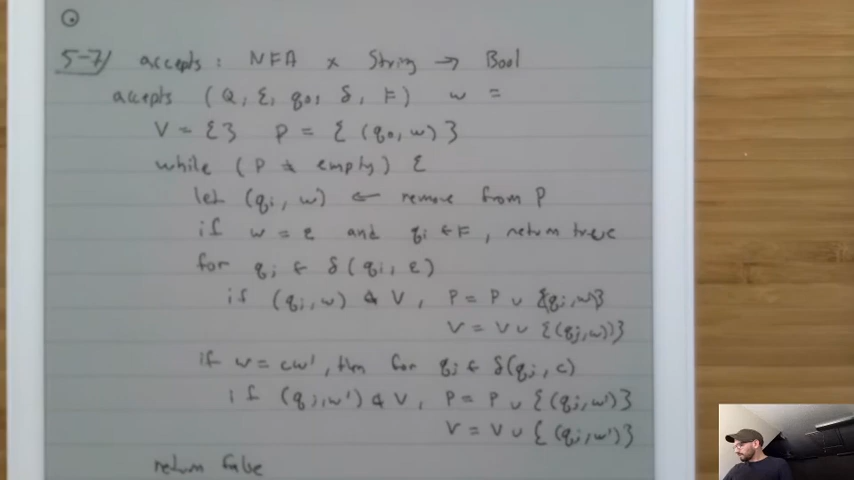 5-7/ accepts : NFA x String → Bool
accepts (Q, Σ, q0, δ, F) w =
V = {} P = { (q0, w) }
while (P ≠ empty) {
let (qi, w) ← remove from P
if w = ε and qi ∈ F, return true
for qj ∈ δ(qi, ε)
if (qj, w) ∉ V, P = P ∪ {(qj, w)}
V = V ∪ {(qj, w)}
if w = cw', then for qj ∈ δ(qi, c)
if (qj, w') ∉ V, P = P ∪ {(qj, w')}
V = V ∪ {(qj, w')}
return false